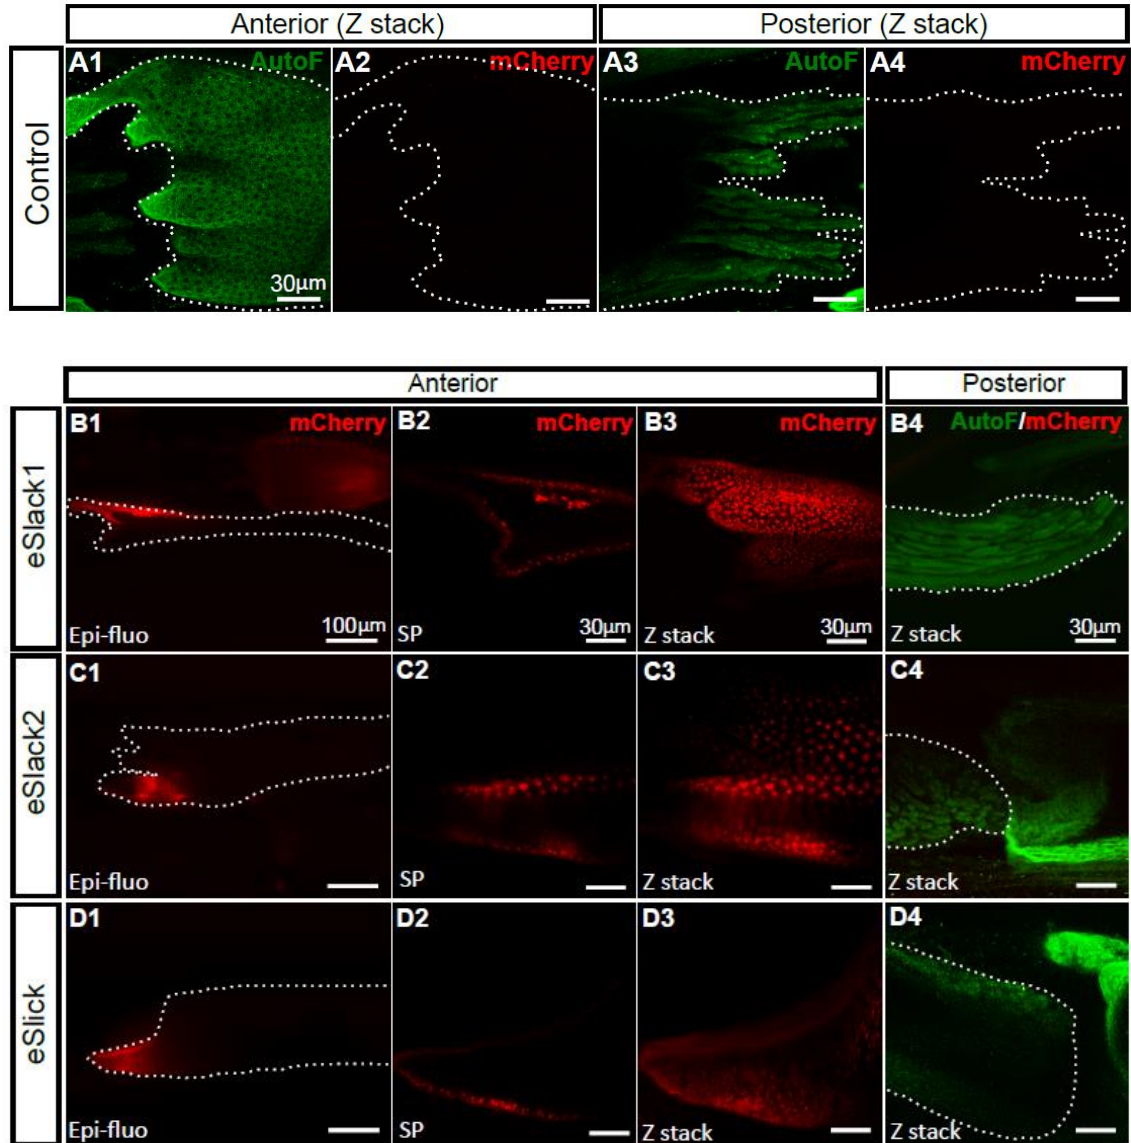 Anterior (Z stack)
Posterior (Z stack)
Control
A1
AutoF
30µm
A2
mCherry
A3
AutoF
A4
mCherry
Anterior
Posterior
eSlack1
B1
mCherry
Epi-fluo
100µm
B2
mCherry
SP
30µm
B3
mCherry
Z stack
30µm
B4
AutoF/mCherry
Z stack
30µm
eSlack2
C1
Epi-fluo
C2
SP
C3
Z stack
C4
Z stack
eSlick
D1
Epi-fluo
D2
SP
D3
Z stack
D4
Z stack